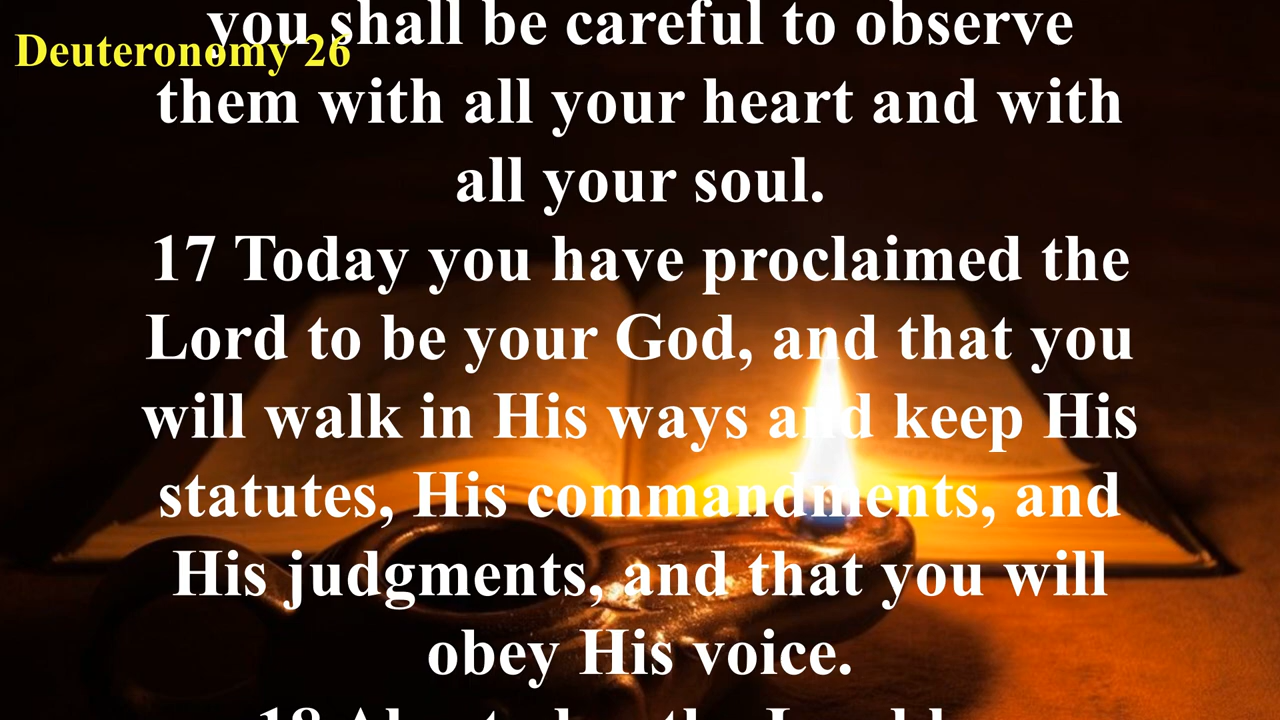 you shall be careful to observe
Deuteronomy 26
them with all your heart and with
all your soul.
17 Today you have proclaimed the
Lord to be your God, and that you
will walk in His ways and keep His
statutes, His commandments, and
His judgments, and that you will
obey His voice.